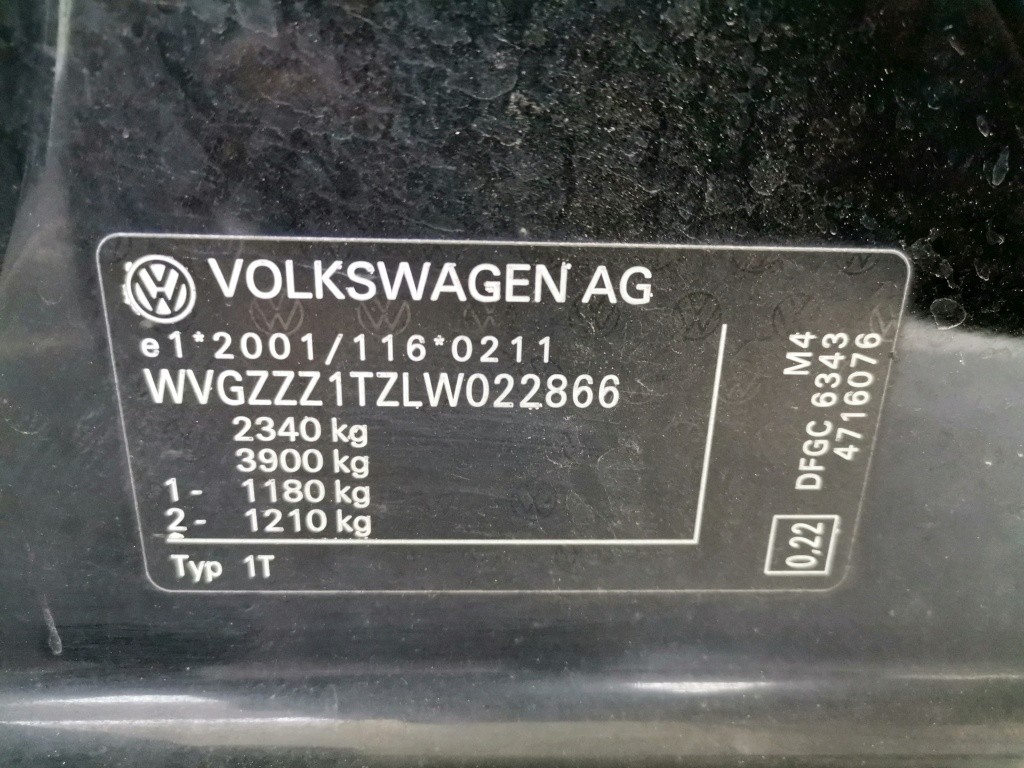 VOLKSWAGEN AG
e1*2001/116*0211
WVGZZZ1TZLW022866
2340 kg
3900 kg
1- 1180 kg
2- 1210 kg
Typ 1T
M4
DFGC 6343
4716076
0,22